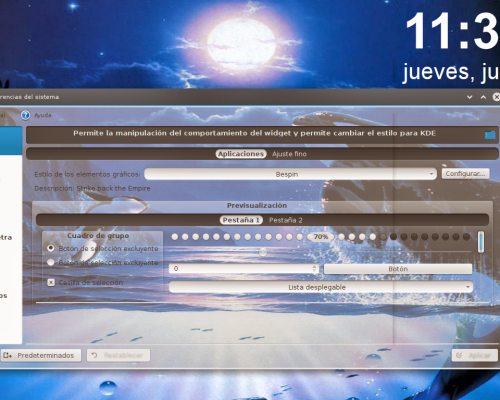 11:3
jueves, ju
rencias del sistema
al
Ayuda
Permite la manipulación del comportamiento del widget y permite cambiar el estilo para KDE
Aplicaciones Ajuste fino
Estilo de los elementos gráficos: Bespin Configurar...
Descripción: Strike back the Empire
Previsualización
Pestaña 1 Pestaña 2
Cuadro de grupo
70%
etra
Botón de selección excluyente
Botón de selección excluyente
0 Botón
Casilla de selección
Lista desplegable
os
Predeterminados Restablecer Aplicar